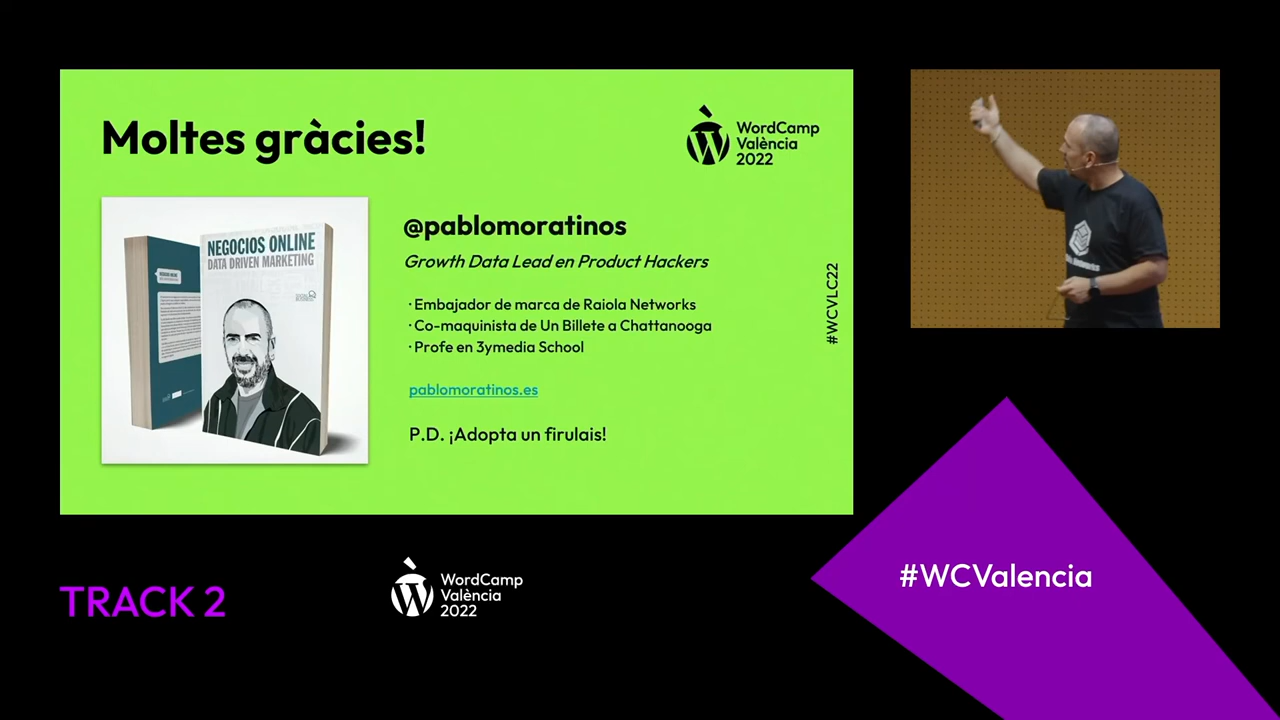 Moltes gràcies!
WordCamp
València
2022
NEGOCIOS ONLINE
DATA DRIVEN MARKETING
@pablomoratinos
Growth Data Lead en Product Hackers
· Embajador de marca de Raiola Networks
· Co-maquinista de Un Billete a Chattanooga
· Profe en 3ymedia School
pablomoratinos.es
P.D. ¡Adopta un firulais!
#WCVLC22
TRACK 2
WordCamp
València
2022
#WCValencia